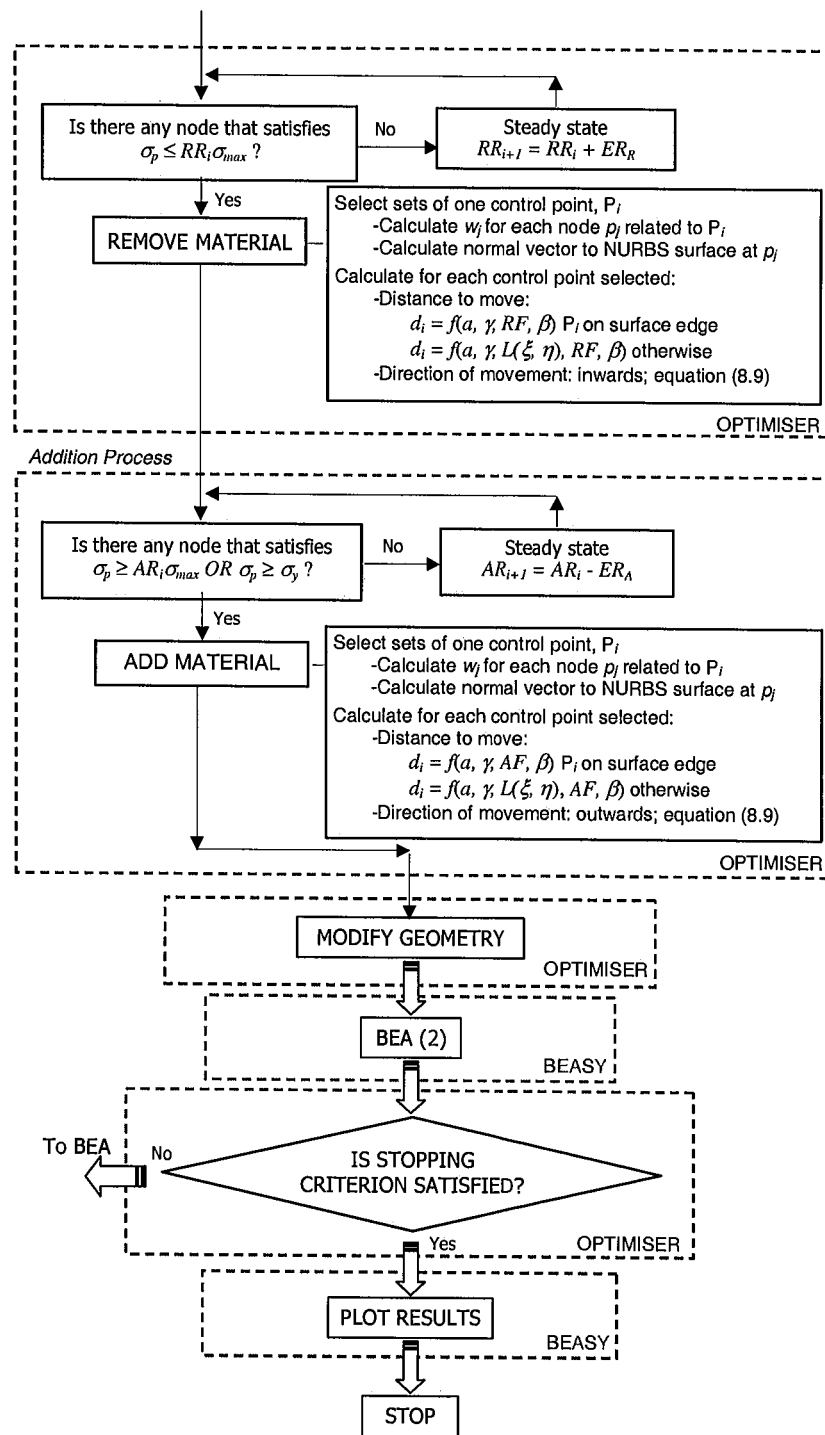 Is there any node that satisfies
σp ≤ RRiσmax ?
No
Steady state
RRi+1 = RRi + ERR
Yes
REMOVE MATERIAL
Select sets of one control point, Pi
-Calculate wj for each node pj related to Pi
-Calculate normal vector to NURBS surface at pj
Calculate for each control point selected:
-Distance to move:
di = f(a, γ, RF, β) Pi on surface edge
di = f(a, γ, L(ξ, η), RF, β) otherwise
-Direction of movement: inwards; equation (8.9)
OPTIMISER
Addition Process
Is there any node that satisfies
σp ≥ ARiσmax OR σp ≥ σy ?
No
Steady state
ARi+1 = ARi - ERA
Yes
ADD MATERIAL
Select sets of one control point, Pi
-Calculate wj for each node pj related to Pi
-Calculate normal vector to NURBS surface at pj
Calculate for each control point selected:
-Distance to move:
di = f(a, γ, AF, β) Pi on surface edge
di = f(a, γ, L(ξ, η), AF, β) otherwise
-Direction of movement: outwards; equation (8.9)
OPTIMISER
MODIFY GEOMETRY
OPTIMISER
BEA (2)
BEASY
To BEA
No
IS STOPPING
CRITERION SATISFIED?
Yes
OPTIMISER
PLOT RESULTS
BEASY
STOP